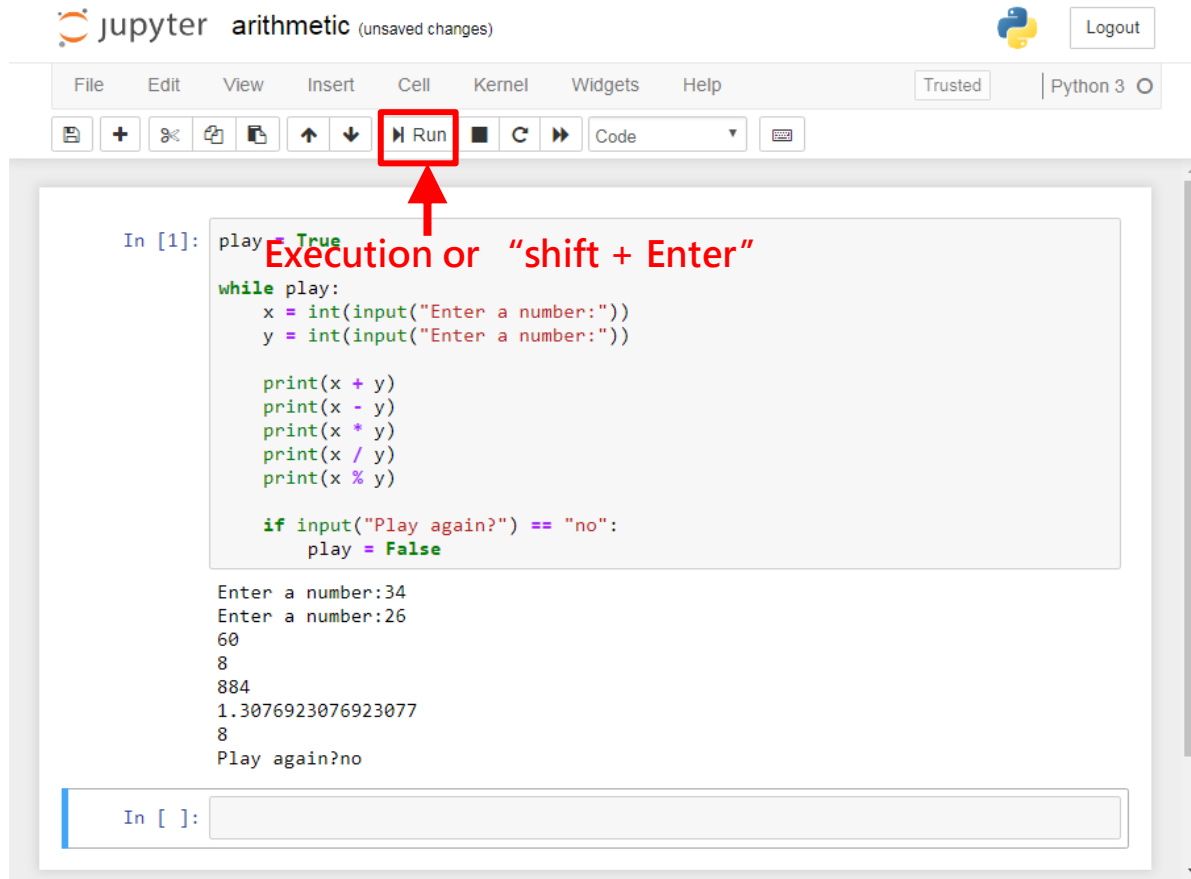 jupyter arithmetic (unsaved changes) Logout
File Edit View Insert Cell Kernel Widgets Help Trusted Python 3
Run Code
In [1]: play = True
Execution or “shift + Enter”
while play:
    x = int(input("Enter a number:"))
    y = int(input("Enter a number:"))
    print(x + y)
    print(x - y)
    print(x * y)
    print(x / y)
    print(x % y)
    if input("Play again?") == "no":
        play = False
Enter a number:34
Enter a number:26
60
8
884
1.3076923076923077
8
Play again?no
In [ ]: